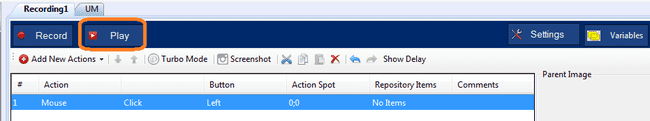 Recording1 UM
Record Play Settings Variables
Add New Actions Turbo Mode Screenshot Show Delay
Parent Image
# Action Button Action Spot Repository Items Comments
1 Mouse Click Left 0;0 No Items